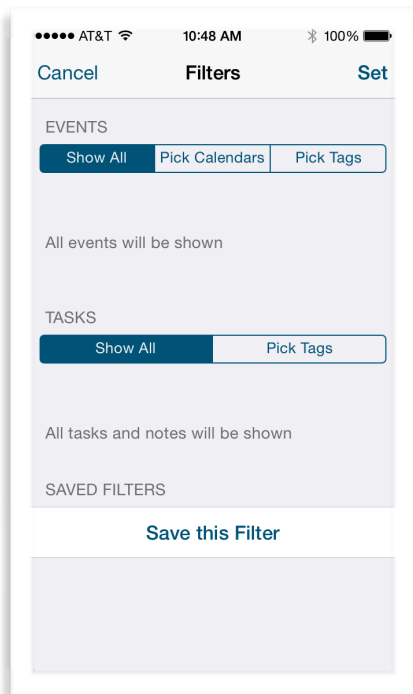 AT&T 10:48 AM 100%
Cancel Filters Set
EVENTS
Show All Pick Calendars Pick Tags
All events will be shown
TASKS
Show All Pick Tags
All tasks and notes will be shown
SAVED FILTERS
Save this Filter